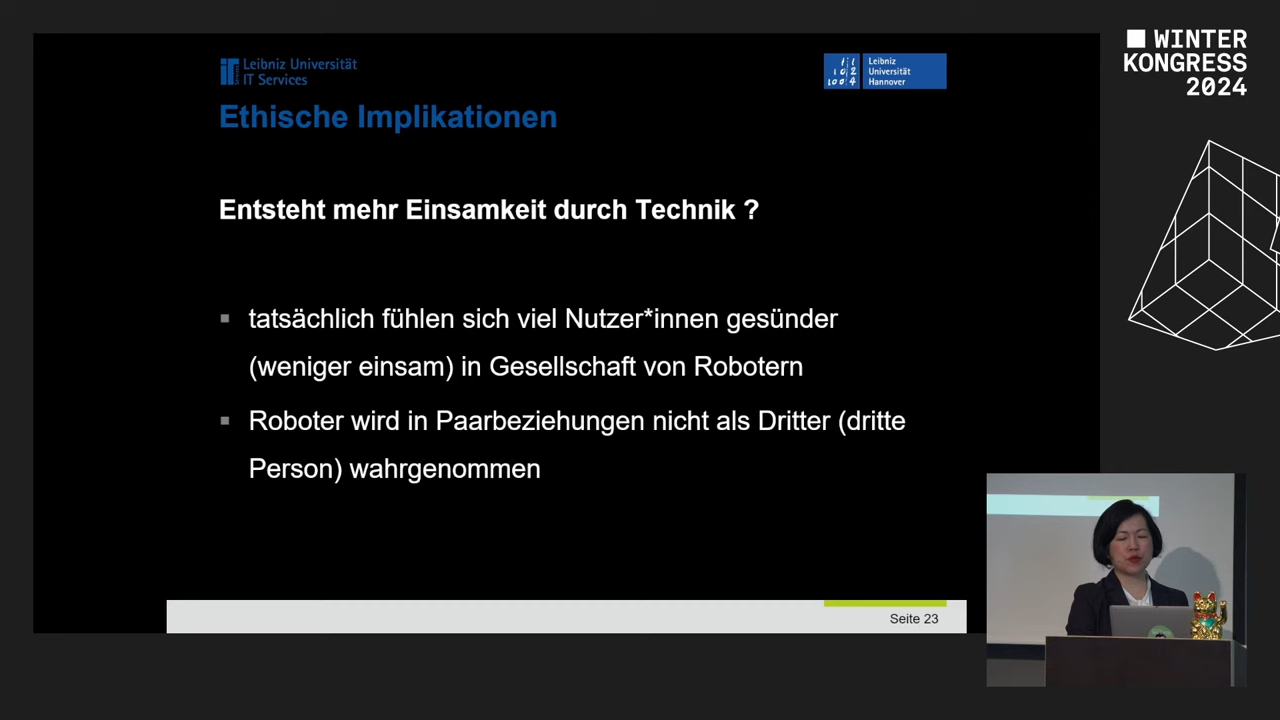 Leibniz Universität
IT Services
Leibniz
Universität
Hannover
WINTER
KONGRESS
2024
Ethische Implikationen
Entsteht mehr Einsamkeit durch Technik ?
tatsächlich fühlen sich viel Nutzer*innen gesünder
(weniger einsam) in Gesellschaft von Robotern
Roboter wird in Paarbeziehungen nicht als Dritter (dritte
Person) wahrgenommen
Seite 23